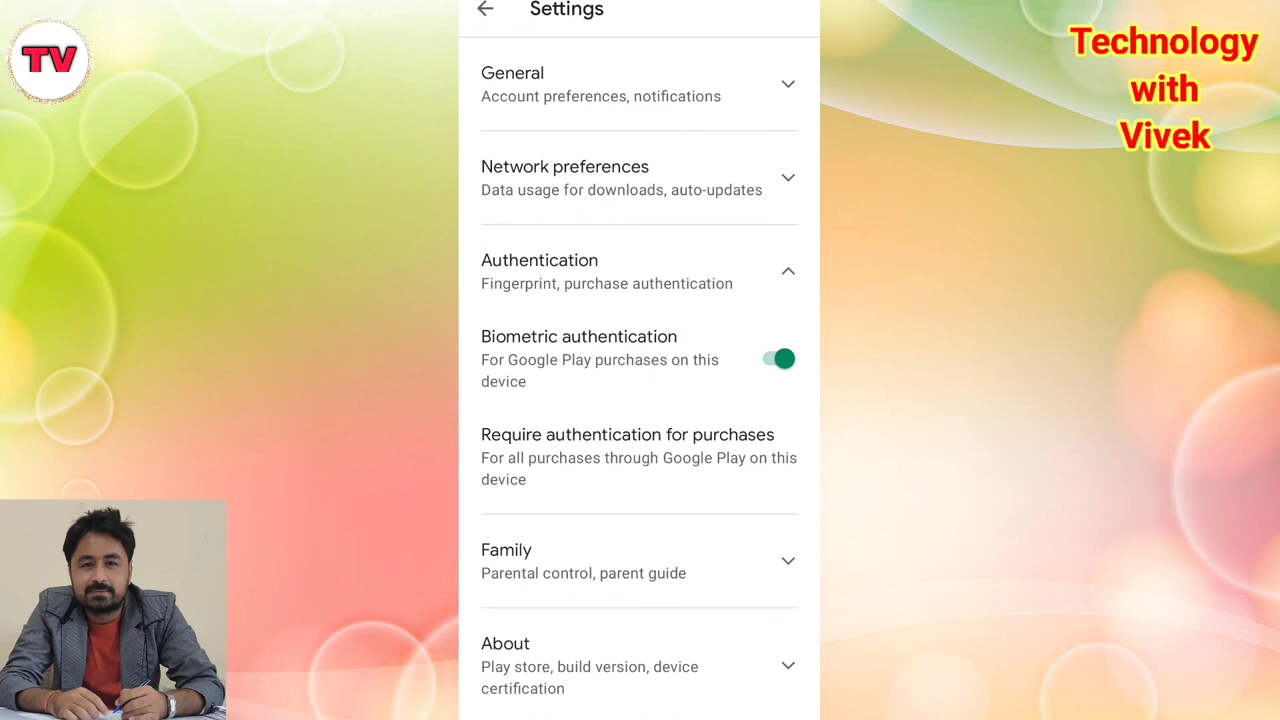 TV
Technology
with
Vivek
Settings
General
Account preferences, notifications
Network preferences
Data usage for downloads, auto-updates
Authentication
Fingerprint, purchase authentication
Biometric authentication
For Google Play purchases on this
device
Require authentication for purchases
For all purchases through Google Play on this
device
Family
Parental control, parent guide
About
Play store, build version, device
certification